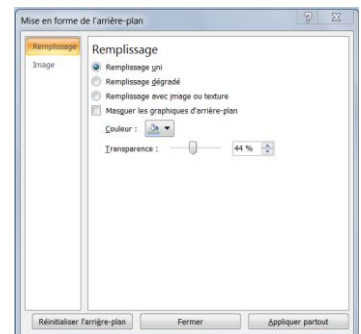 Mise en forme de l'arrière-plan
Remplissage
Image
Remplissage
Remplissage uni
Remplissage dégradé
Remplissage avec image ou texture
Masquer les graphiques d'arrière-plan
Couleur :
Transparence :
44 %
Réinitialiser l'arrière-plan
Fermer
Appliquer partout